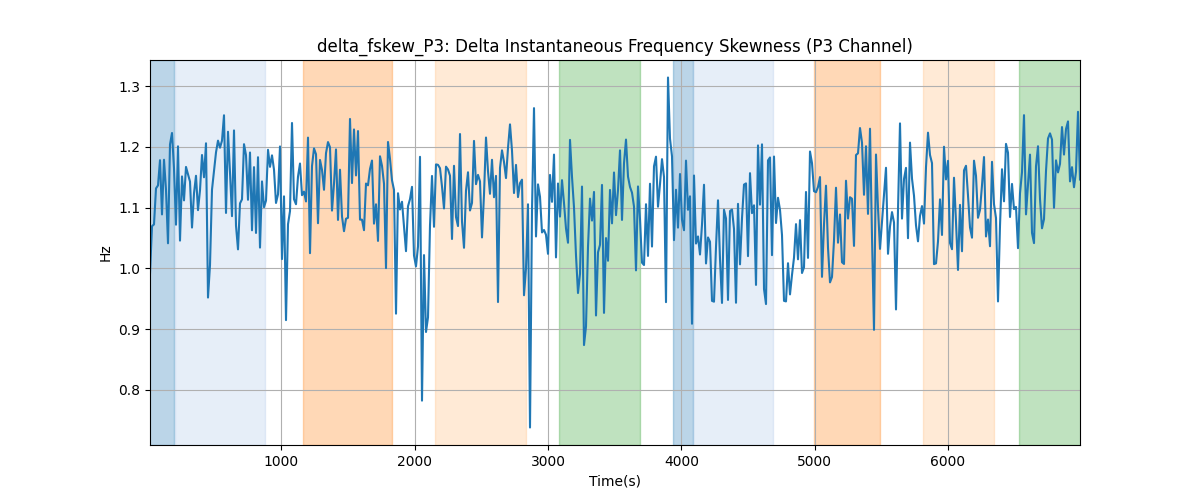 delta_fskew_P3: Delta Instantaneous Frequency Skewness (P3 Channel)
1.3
1.2
1.1
1.0
0.9
0.8
Hz
1000 2000 3000 4000 5000 6000
Time(s)